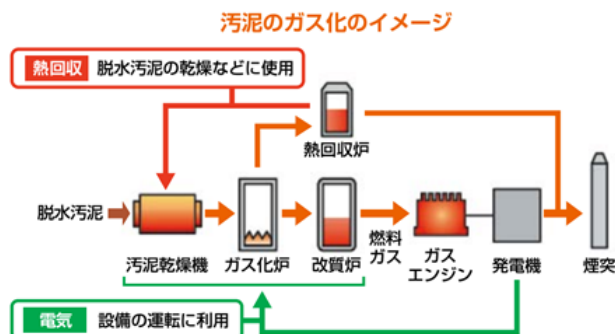 汚泥のガス化のイメージ
熱回収 脱水汚泥の乾燥などに使用
熱回収炉
脱水汚泥
汚泥乾燥機
ガス化炉
改質炉
燃料
ガス
ガス
エンジン
発電機
煙突
電気 設備の運転に利用